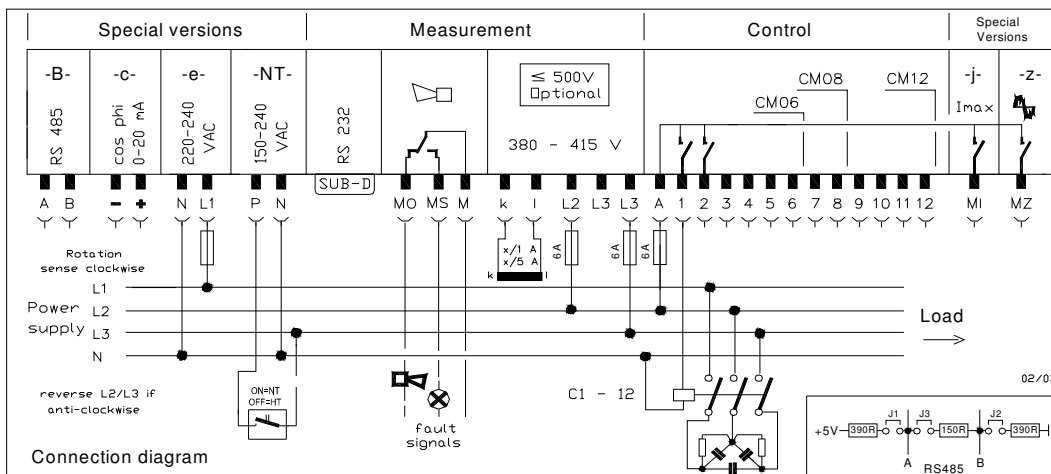 Special versions
Measurement
Control
Special
Versions
-B-
-c-
-e-
-NT-
-j-
-z-
RS 485
cos phi
0-20 mA
220-240
VAC
150-240
VAC
RS 232
≤ 500V
Optional
380 - 415 V
CM06
CM08
CM12
Imax
SUB-D
A B - + N L1 P N MO MS M k l L2 L3 L3 A 1 2 3 4 5 6 7 8 9 10 11 12 MI MZ
Rotation
sense clockwise
x/1 A
x/5 A
k l
6A
6A
6A
L1
L2
L3
N
Power
supply
Load
reverse L2/L3 if
anti-clockwise
ON=NT
OFF=HT
fault
signals
C1 - 12
02/0
+5V
390R
J1
J3
150R
J2
390R
A
B
RS485
Connection diagram